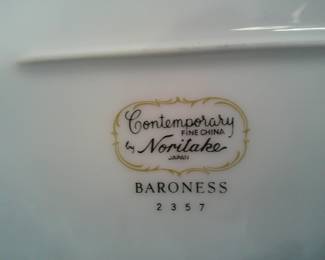 Contemporary
FINE CHINA
by Noritake
JAPAN
BARONESS
2357